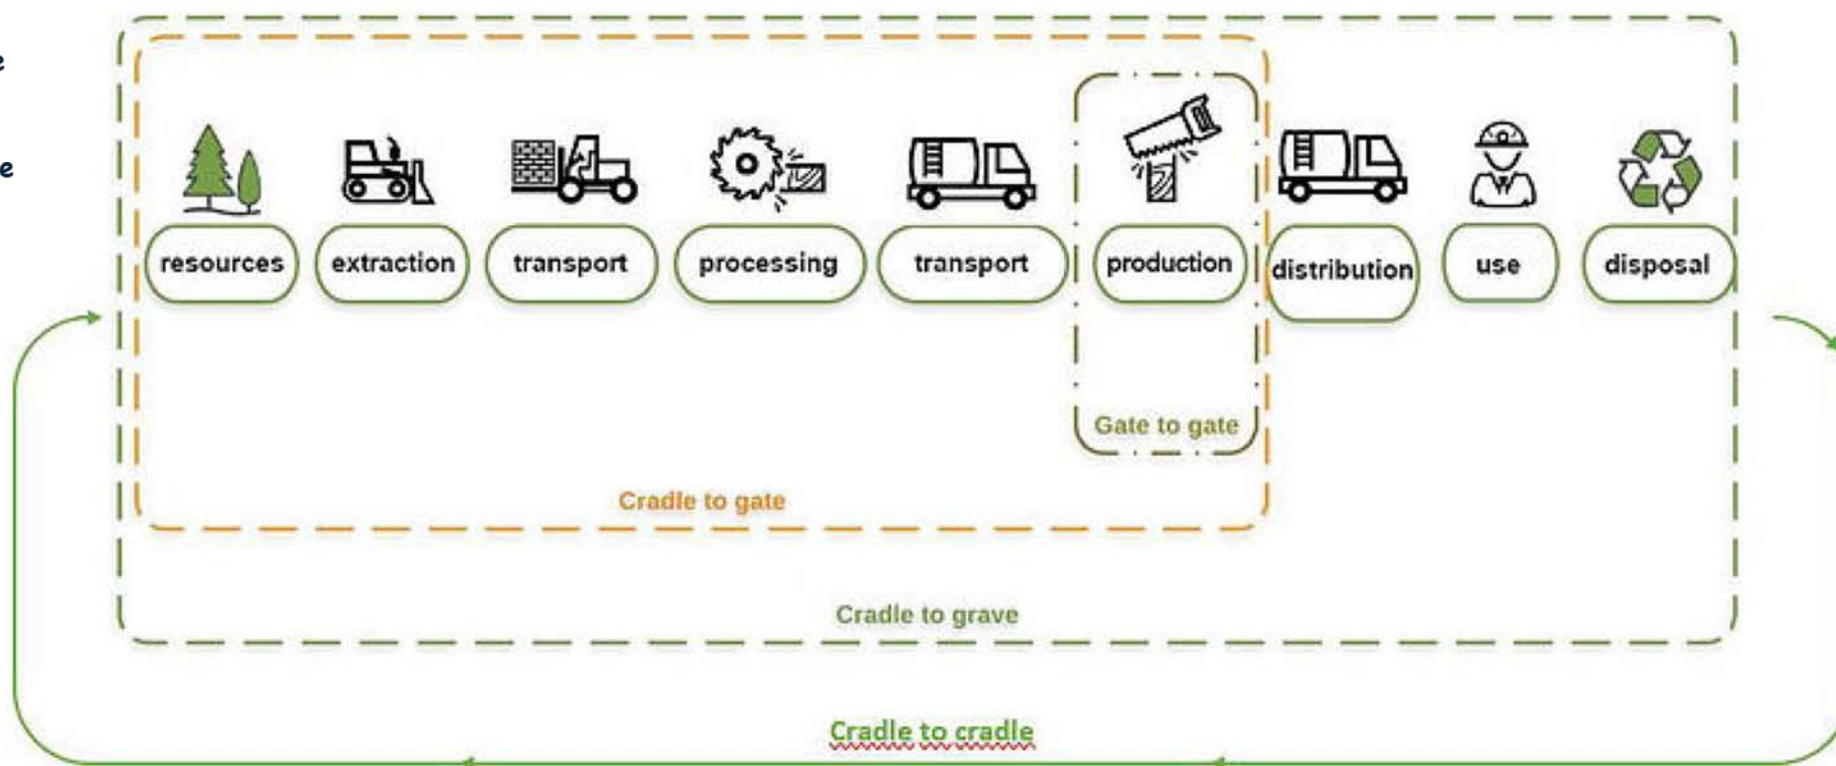 e
e
resources
extraction
transport
processing
transport
production
distribution
use
disposal
Gate to gate
Cradle to gate
Cradle to grave
Cradle to cradle